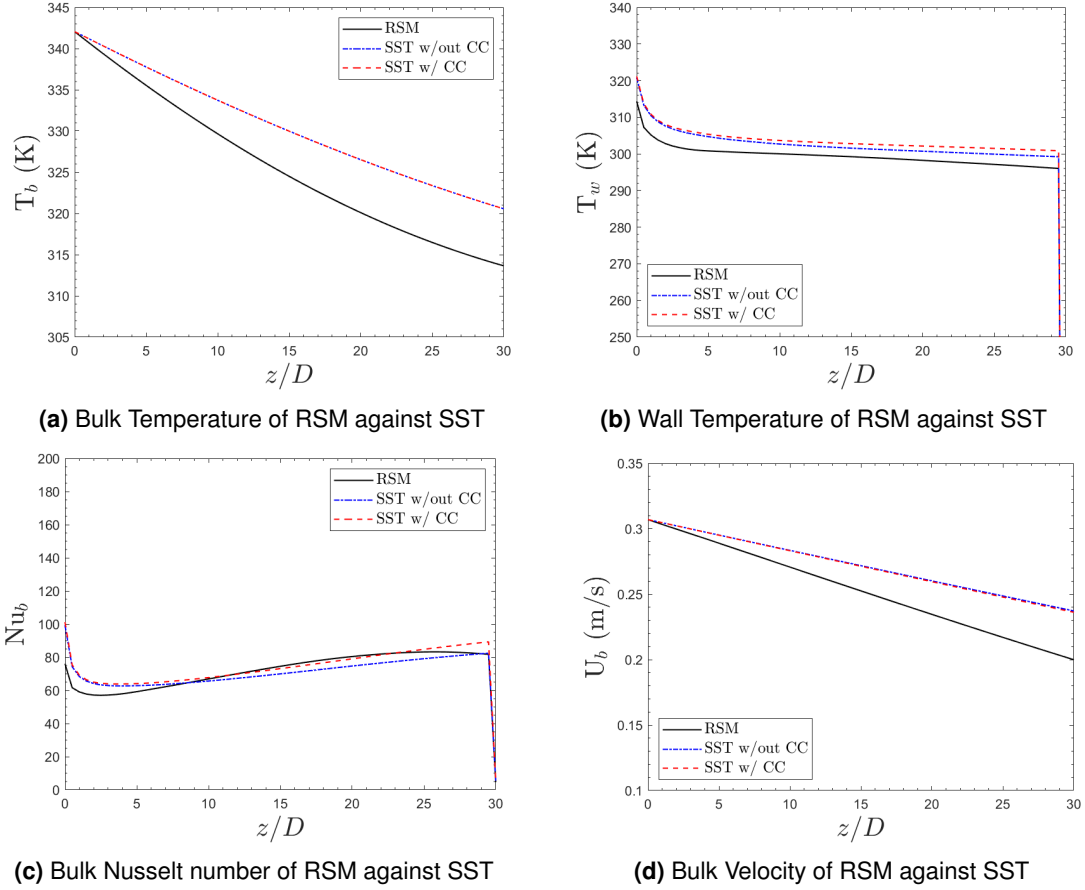 345
340
335
330
325
320
315
310
305
T_b (K)
0 5 10 15 20 25 30
z/D
RSM
SST w/out CC
SST w/ CC
(a) Bulk Temperature of RSM against SST
340
330
320
310
300
290
280
270
260
250
T_w (K)
0 5 10 15 20 25 30
z/D
RSM
SST w/out CC
SST w/ CC
(b) Wall Temperature of RSM against SST
200
180
160
140
120
100
80
60
40
20
0
Nu_b
0 5 10 15 20 25 30
z/D
RSM
SST w/out CC
SST w/ CC
(c) Bulk Nusselt number of RSM against SST
0.35
0.3
0.25
0.2
0.15
0.1
U_b (m/s)
0 5 10 15 20 25 30
z/D
RSM
SST w/out CC
SST w/ CC
(d) Bulk Velocity of RSM against SST